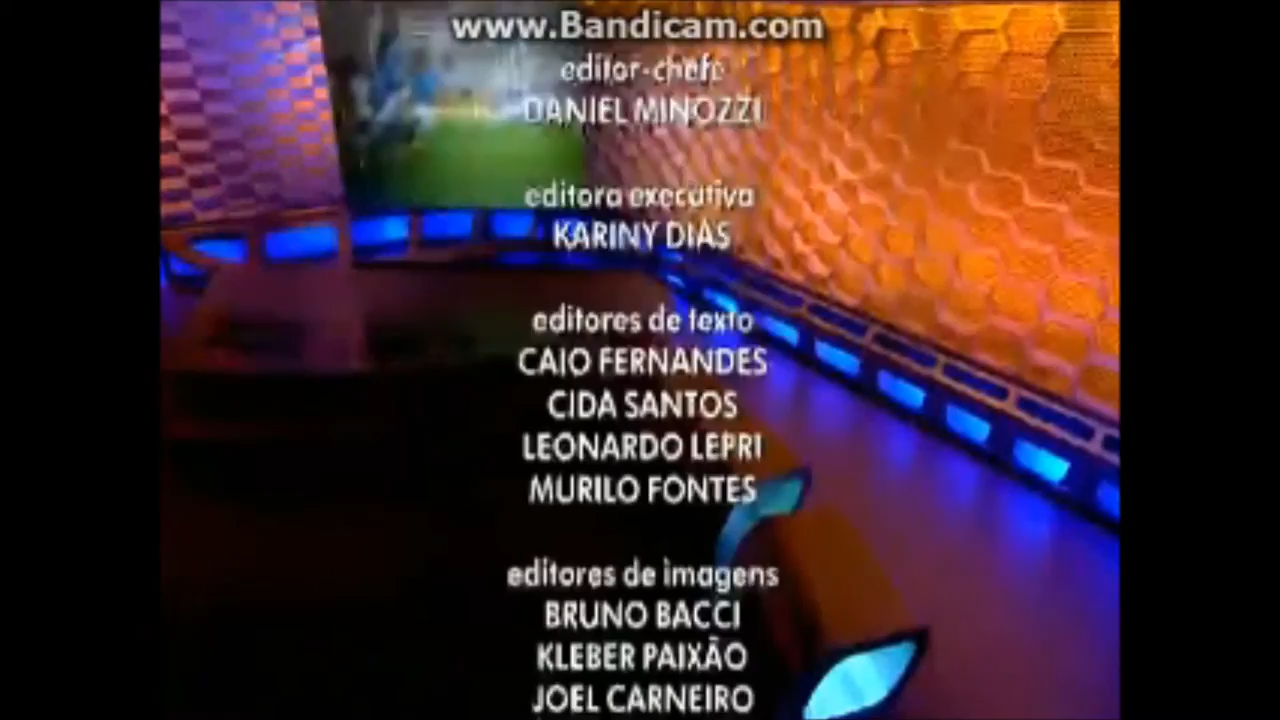 www.Bandicam.com
editor-chefe
DANIEL MINOZZI
editora executiva
KARINY DIAS
editores de texto
CAIO FERNANDES
CIDA SANTOS
LEONARDO LEPRI
MURILO FONTES
editores de imagens
BRUNO BACCI
KLEBER PAIXÃO
JOEL CARNEIRO